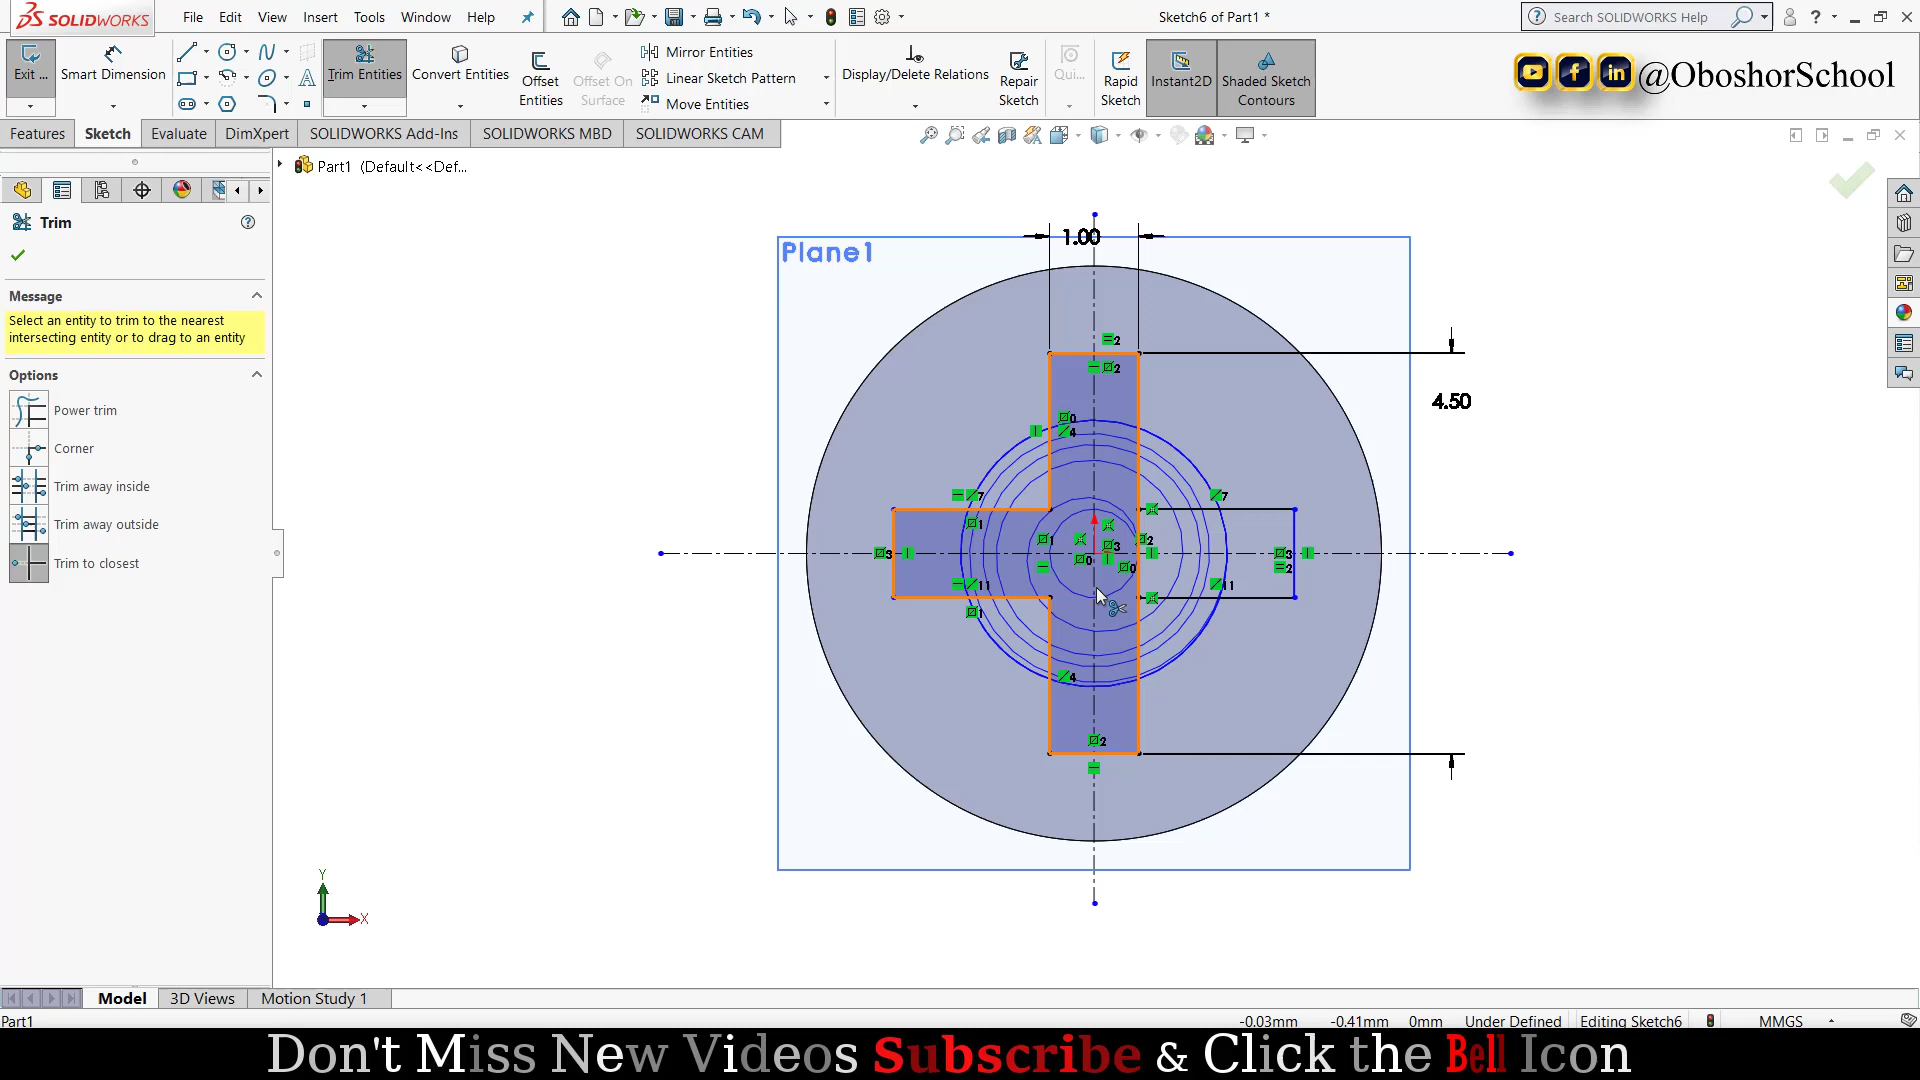 SOLIDWORKS
File Edit View Insert Tools Window Help
Sketch6 of Part1 *
Search SOLIDWORKS Help
Exit ...
Smart Dimension
Trim Entities
Convert Entities
Offset Entities
Offset On Surface
Mirror Entities
Linear Sketch Pattern
Move Entities
Display/Delete Relations
Repair Sketch
Qui...
Rapid Sketch
Instant2D
Shaded Sketch Contours
@OboshorSchool
Features Sketch Evaluate DimXpert SOLIDWORKS Add-Ins SOLIDWORKS MBD SOLIDWORKS CAM
Part1 (Default<<Def...
Trim
Message
Select an entity to trim to the nearest
intersecting entity or to drag to an entity
Options
Power trim
Corner
Trim away inside
Trim away outside
Trim to closest
Plane1
1.00
4.50
Y
X
Model 3D Views Motion Study 1
Part1
-0.03mm -0.41mm 0mm Under Defined Editing Sketch6 MMGS
Don't Miss New Videos Subscribe & Click the Bell Icon